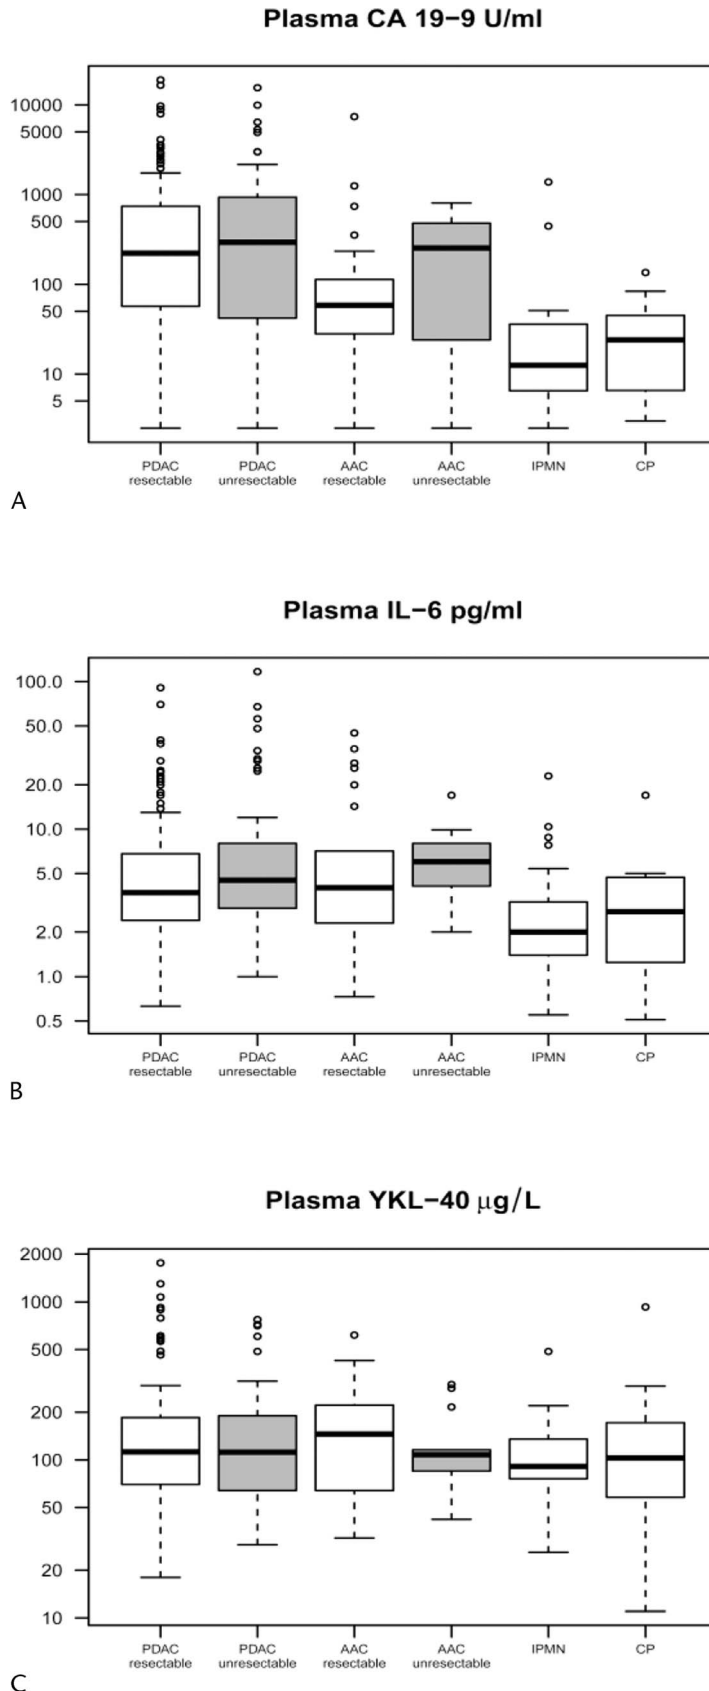 Plasma CA 19−9 U/ml
10000
5000
1000
500
100
50
10
5
PDAC resectable
PDAC unresectable
AAC resectable
AAC unresectable
IPMN
CP
A
Plasma IL−6 pg/ml
100.0
50.0
20.0
10.0
5.0
2.0
1.0
0.5
PDAC resectable
PDAC unresectable
AAC resectable
AAC unresectable
IPMN
CP
B
Plasma YKL−40 μg/L
2000
1000
500
200
100
50
20
10
PDAC resectable
PDAC unresectable
AAC resectable
AAC unresectable
IPMN
CP
C